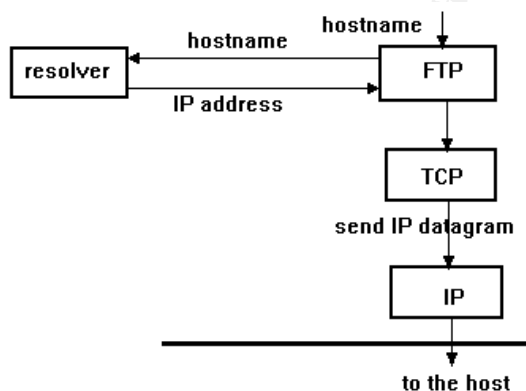 hostname
hostname
resolver
FTP
IP address
TCP
send IP datagram
IP
to the host